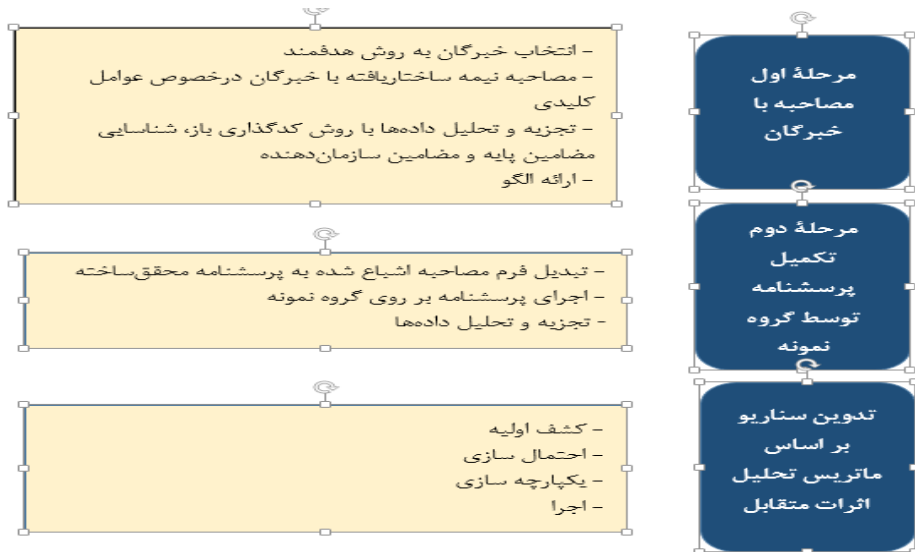 مرحلۀ اول
مصاحبه با
خبرگان
- انتخاب خبرگان به روش هدفمند
- مصاحبه نیمه ساختاریافته با خبرگان درخصوص عوامل
کلیدی
- تجزیه و تحلیل داده‌ها با روش کدگذاری باز، شناسایی
مضامین پایه و مضامین سازمان‌دهنده
- ارائه الگو
مرحلۀ دوم
تکمیل
پرسشنامه
توسط گروه
نمونه
- تبدیل فرم مصاحبه اشباع شده به پرسشنامه محقق‌ساخته
- اجرای پرسشنامه بر روی گروه نمونه
- تجزیه و تحلیل داده‌ها
تدوین سناریو
بر اساس
ماتریس تحلیل
اثرات متقابل
- کشف اولیه
- احتمال سازی
- یکپارچه سازی
- اجرا